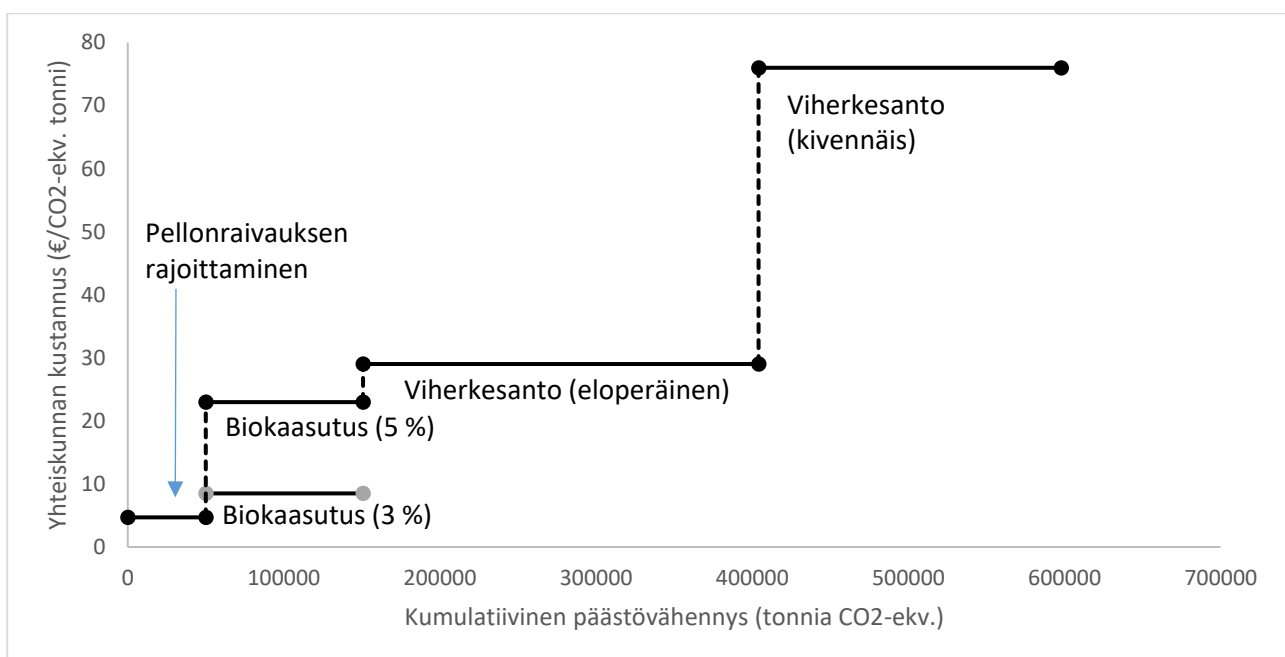 Yhteiskunnan kustannus (€/CO2-ekv. tonni)
80
70
60
50
40
30
20
10
0
Viherkesanto
(kivennäis)
Pellonraivauksen
rajoittaminen
Viherkesanto (eloperäinen)
Biokaasutus (5 %)
Biokaasutus (3 %)
0
100000
200000
300000
400000
500000
600000
700000
Kumulatiivinen päästövähennys (tonnia CO2-ekv.)